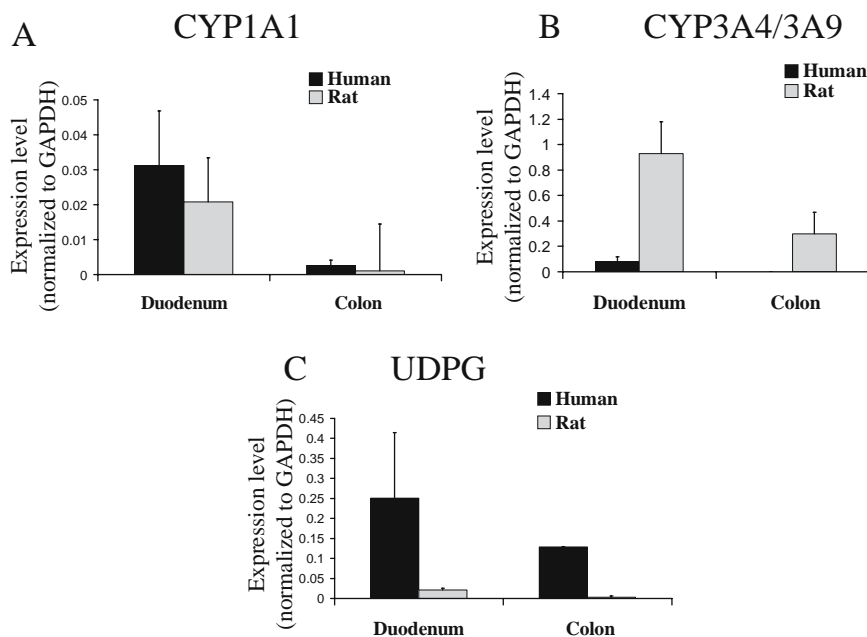 A
CYP1A1
Human
Rat
Expression level
(normalized to GAPDH)
0.05
0.04
0.03
0.02
0.01
0
Duodenum
Colon
B
CYP3A4/3A9
Human
Rat
Expression level
(normalized to GAPDH)
1.4
1.2
1
0.8
0.6
0.4
0.2
0
Duodenum
Colon
C
UDPG
Human
Rat
Expression level
(normalized to GAPDH)
0.45
0.4
0.35
0.3
0.25
0.2
0.15
0.1
0.05
0
Duodenum
Colon